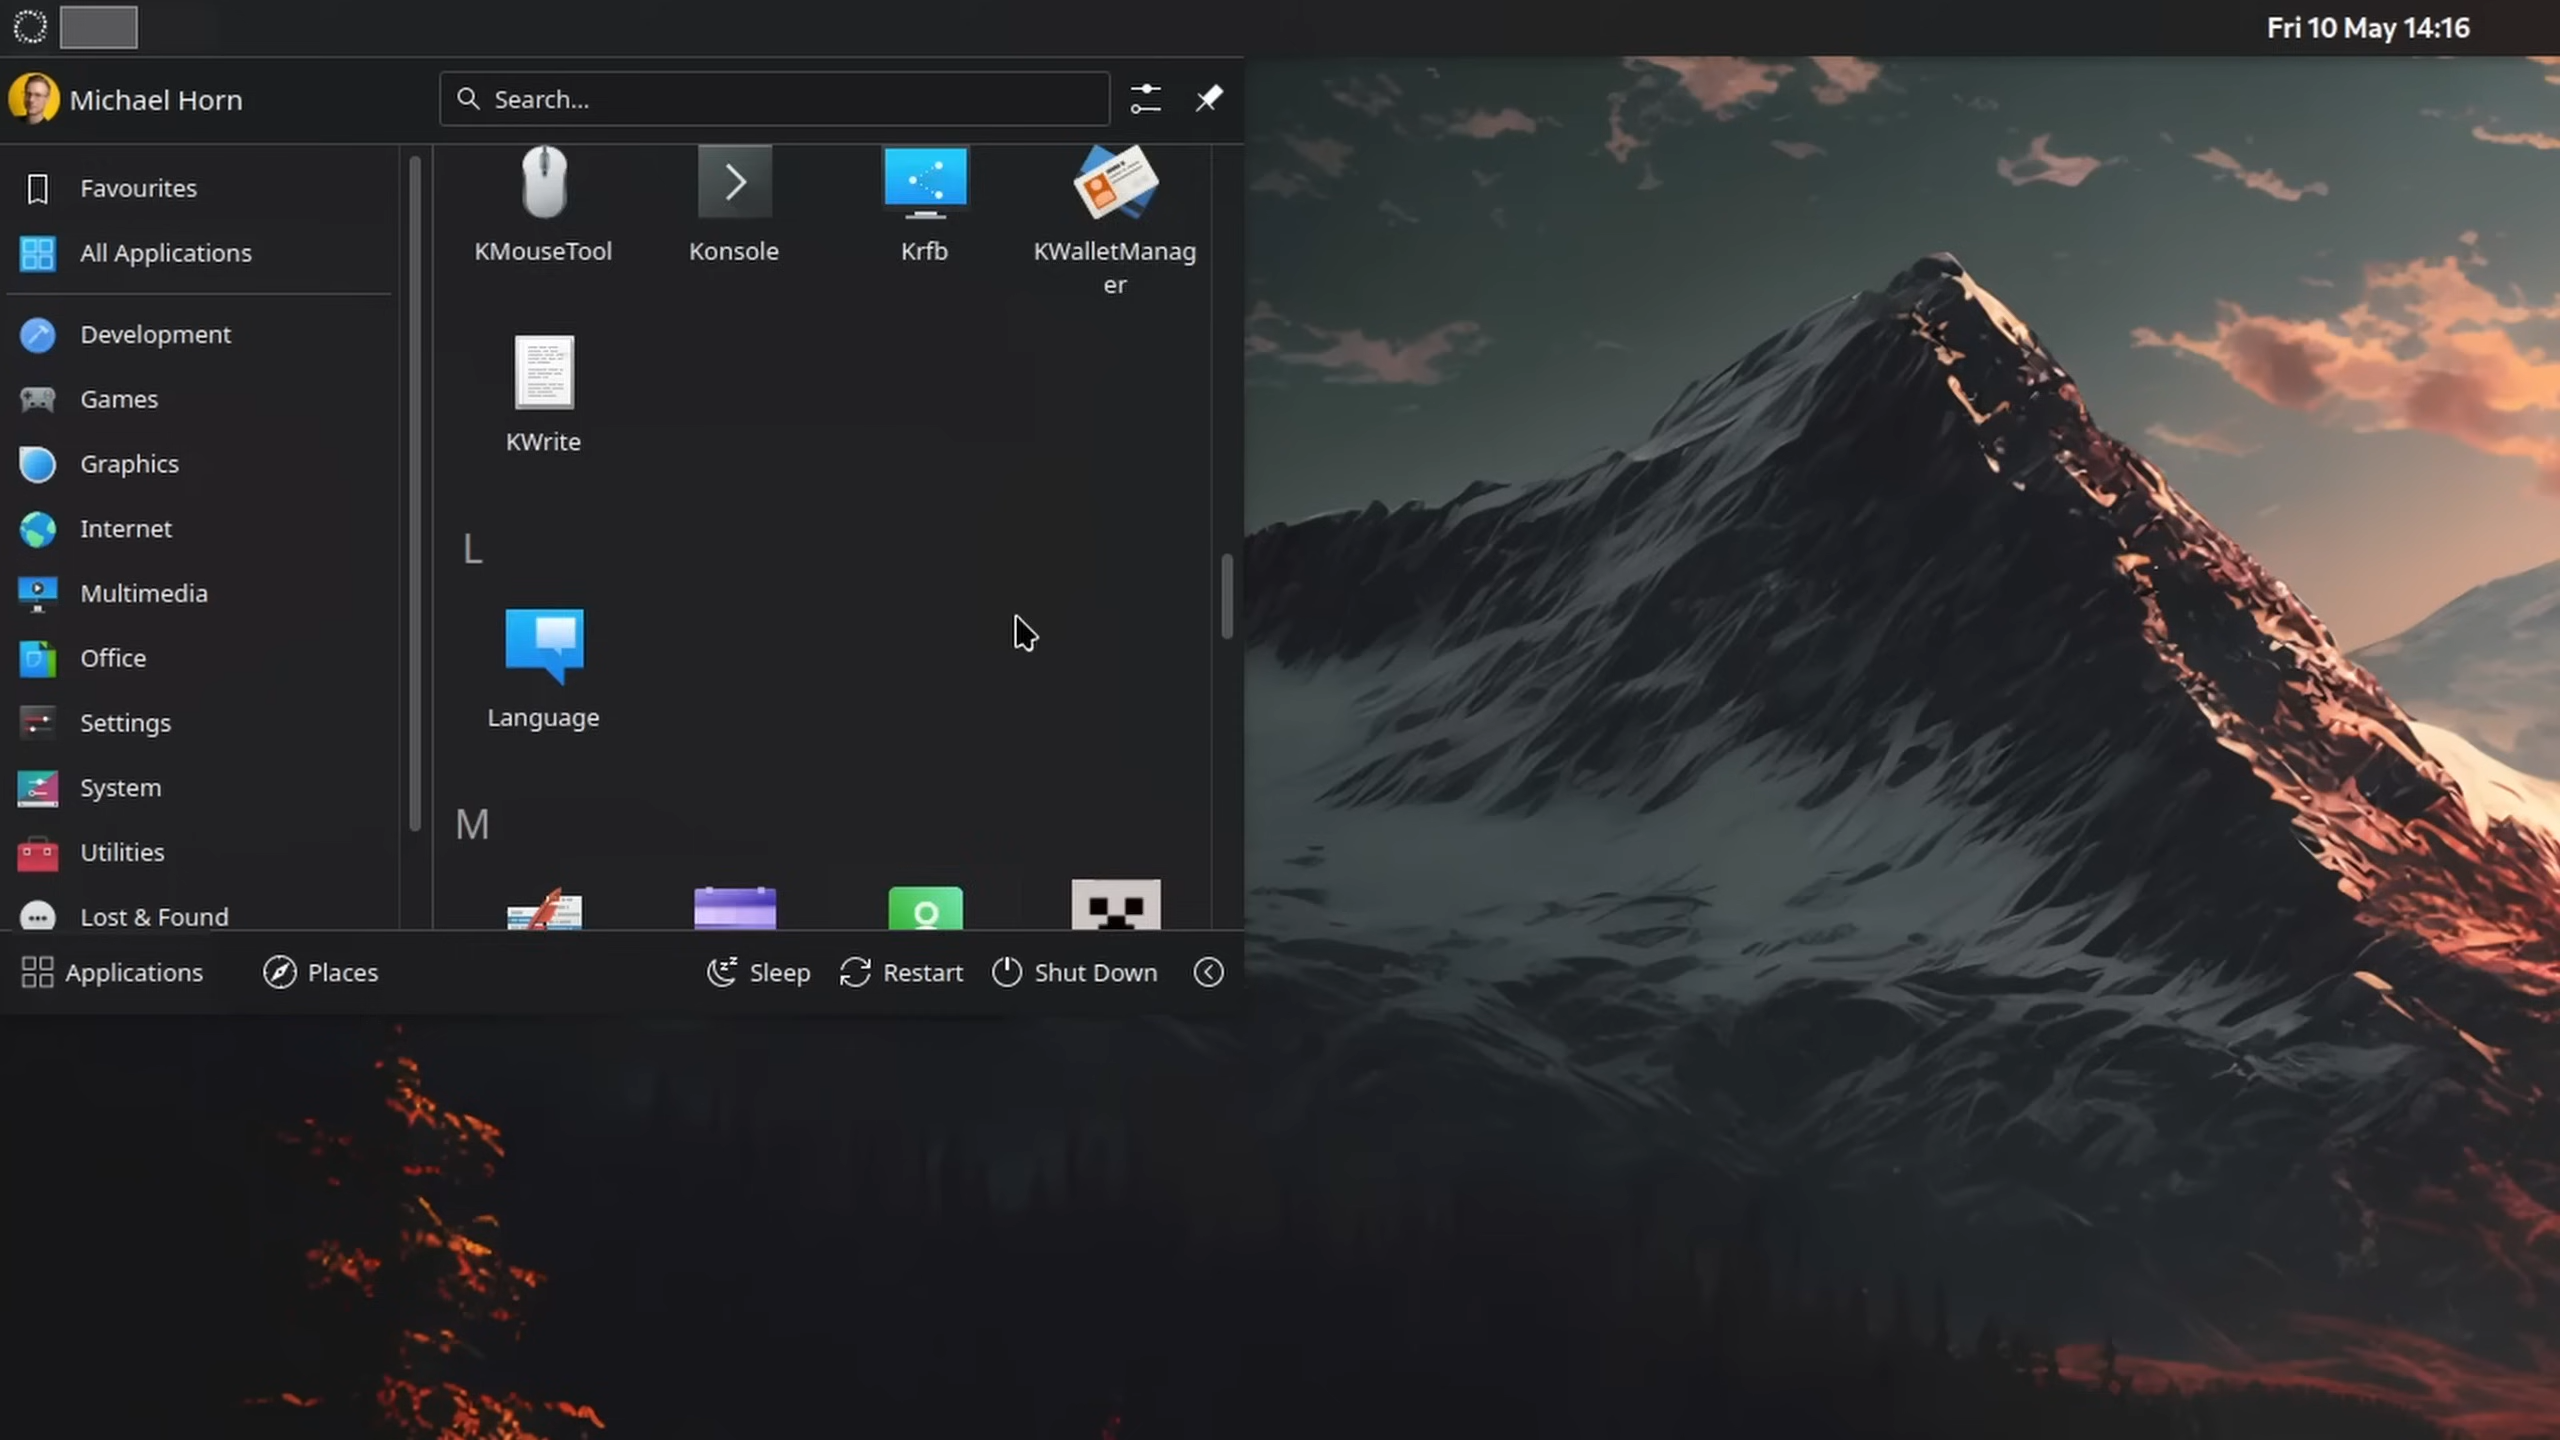 Fri 10 May 14:16
Michael Horn
Search...
Favourites
All Applications
Development
Games
Graphics
Internet
Multimedia
Office
Settings
System
Utilities
Lost & Found
KMouseTool
Konsole
Krfb
KWalletManag
er
KWrite
L
Language
M
Applications
Places
Sleep
Restart
Shut Down